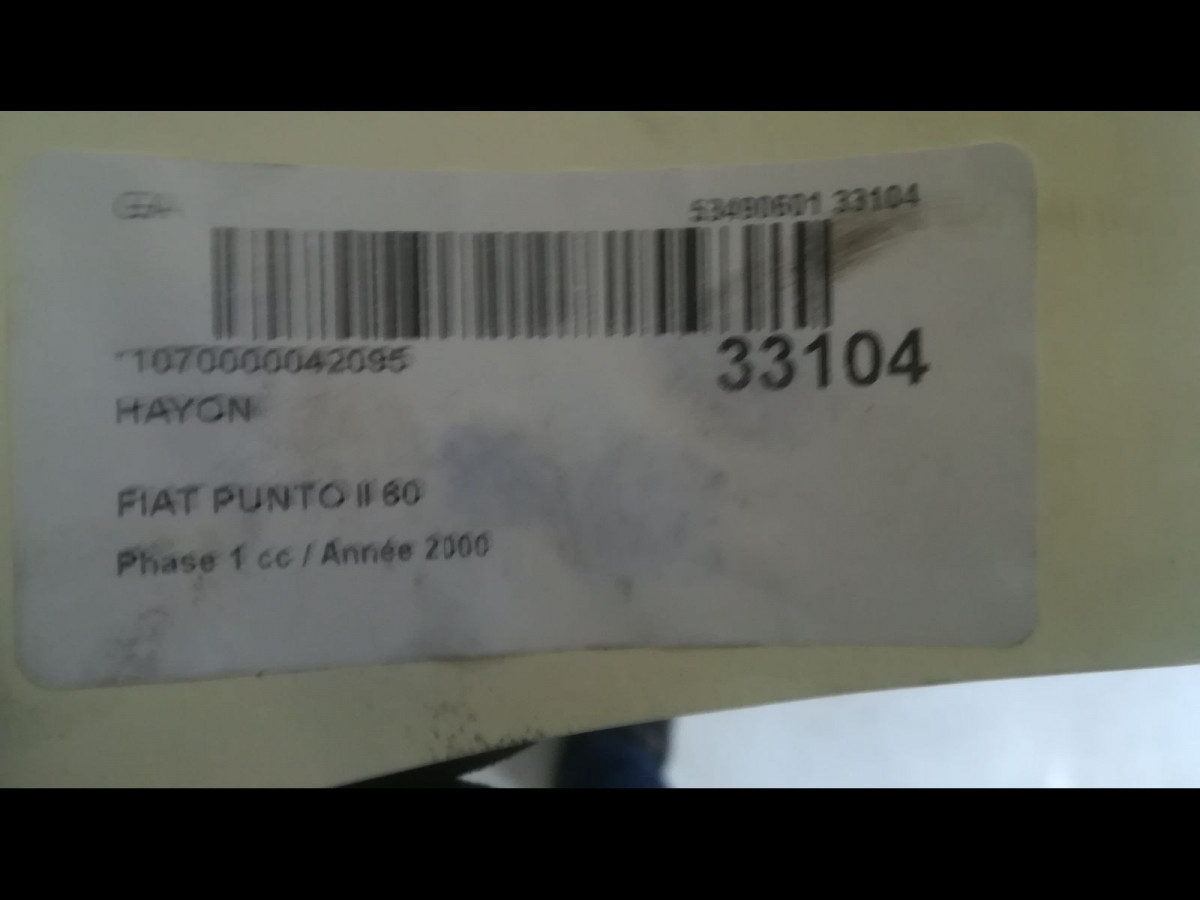 53490601 33104
*1070000042095
33104
HAYON
FIAT PUNTO II 60
Phase 1 cc / Année 2000